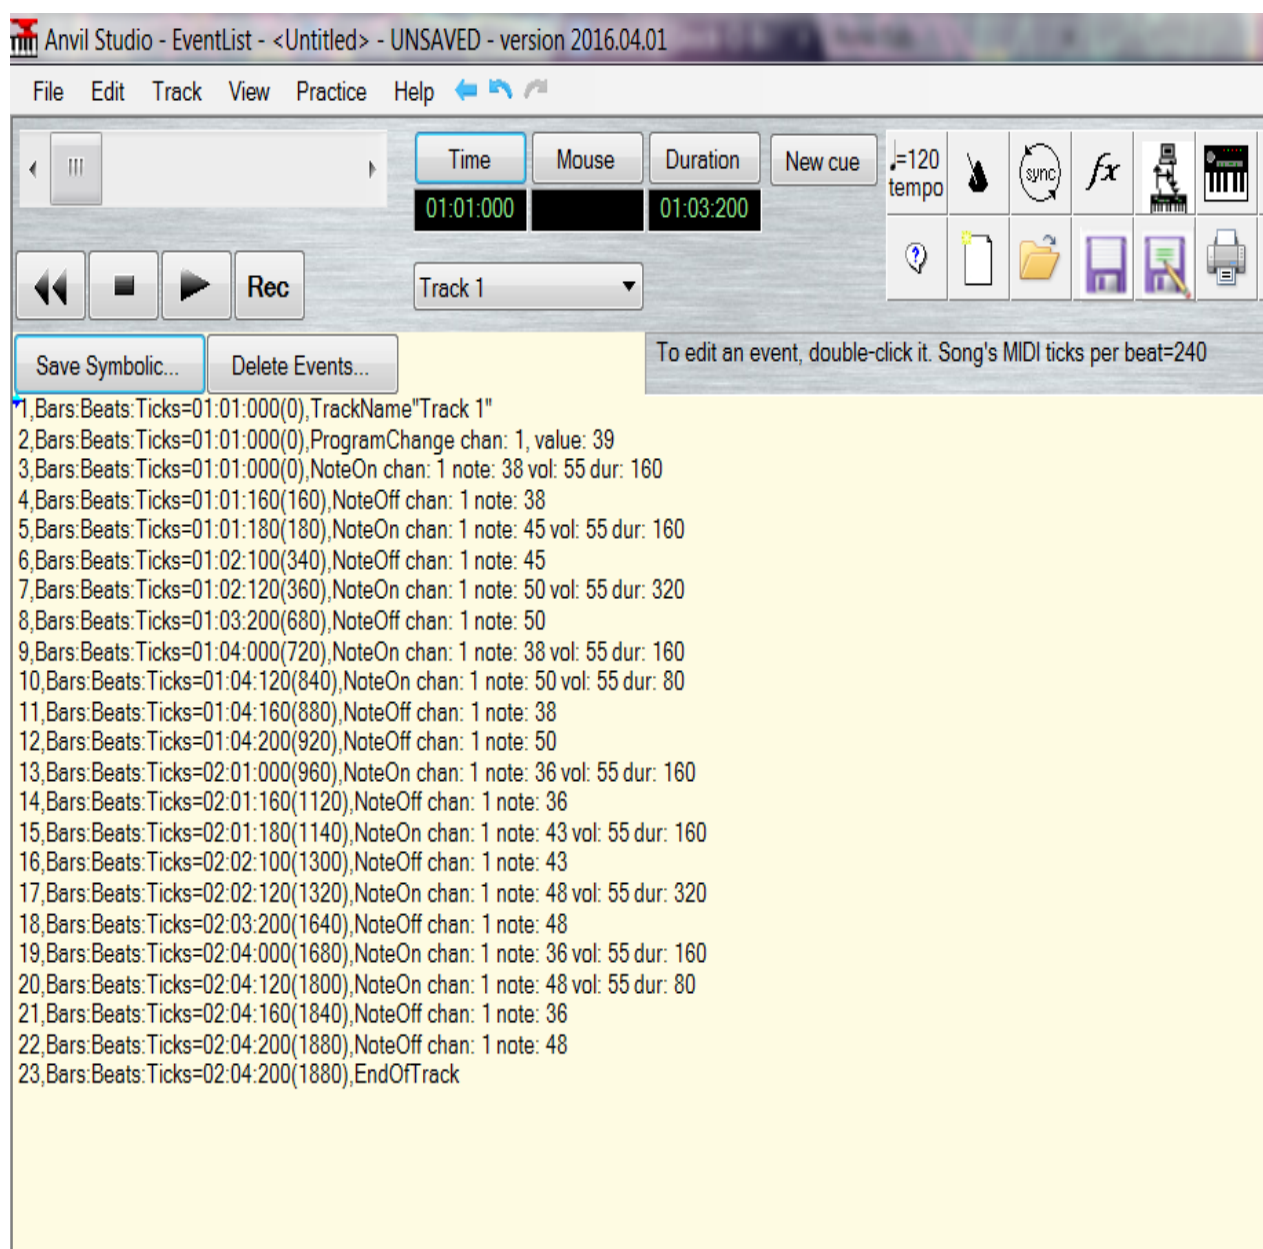 Anvil Studio - EventList - <Untitled> - UNSAVED - version 2016.04.01
File Edit Track View Practice Help
Time Mouse Duration New cue =120 tempo sync fx
01:01:000 01:03:200
Rec Track 1
Save Symbolic... Delete Events... To edit an event, double-click it. Song's MIDI ticks per beat=240
1,Bars:Beats:Ticks=01:01:000(0),TrackName"Track 1"
2,Bars:Beats:Ticks=01:01:000(0),ProgramChange chan: 1, value: 39
3,Bars:Beats:Ticks=01:01:000(0),NoteOn chan: 1 note: 38 vol: 55 dur: 160
4,Bars:Beats:Ticks=01:01:160(160),NoteOff chan: 1 note: 38
5,Bars:Beats:Ticks=01:01:180(180),NoteOn chan: 1 note: 45 vol: 55 dur: 160
6,Bars:Beats:Ticks=01:02:100(340),NoteOff chan: 1 note: 45
7,Bars:Beats:Ticks=01:02:120(360),NoteOn chan: 1 note: 50 vol: 55 dur: 320
8,Bars:Beats:Ticks=01:03:200(680),NoteOff chan: 1 note: 50
9,Bars:Beats:Ticks=01:04:000(720),NoteOn chan: 1 note: 38 vol: 55 dur: 160
10,Bars:Beats:Ticks=01:04:120(840),NoteOn chan: 1 note: 50 vol: 55 dur: 80
11,Bars:Beats:Ticks=01:04:160(880),NoteOff chan: 1 note: 38
12,Bars:Beats:Ticks=01:04:200(920),NoteOff chan: 1 note: 50
13,Bars:Beats:Ticks=02:01:000(960),NoteOn chan: 1 note: 36 vol: 55 dur: 160
14,Bars:Beats:Ticks=02:01:160(1120),NoteOff chan: 1 note: 36
15,Bars:Beats:Ticks=02:01:180(1140),NoteOn chan: 1 note: 43 vol: 55 dur: 160
16,Bars:Beats:Ticks=02:02:100(1300),NoteOff chan: 1 note: 43
17,Bars:Beats:Ticks=02:02:120(1320),NoteOn chan: 1 note: 48 vol: 55 dur: 320
18,Bars:Beats:Ticks=02:03:200(1640),NoteOff chan: 1 note: 48
19,Bars:Beats:Ticks=02:04:000(1680),NoteOn chan: 1 note: 36 vol: 55 dur: 160
20,Bars:Beats:Ticks=02:04:120(1800),NoteOn chan: 1 note: 48 vol: 55 dur: 80
21,Bars:Beats:Ticks=02:04:160(1840),NoteOff chan: 1 note: 36
22,Bars:Beats:Ticks=02:04:200(1880),NoteOff chan: 1 note: 48
23,Bars:Beats:Ticks=02:04:200(1880),EndOfTrack